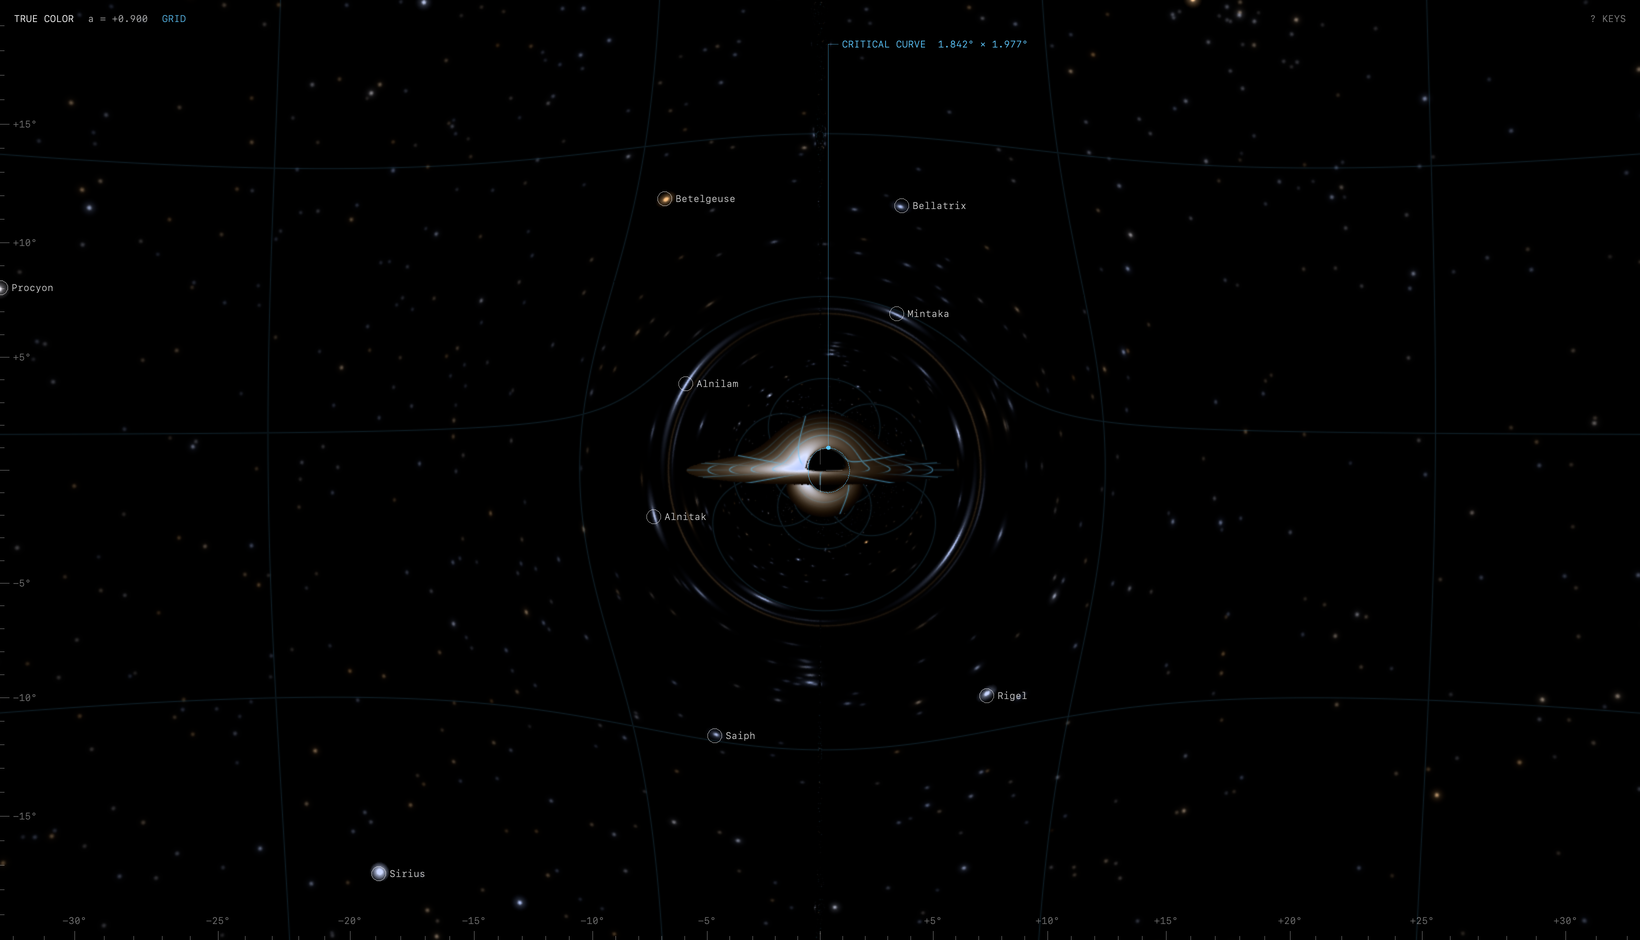 TRUE COLOR a = +0.900 GRID
? KEYS
CRITICAL CURVE 1.842° × 1.977°
+15°
Betelgeuse
Bellatrix
+10°
Procyon
Mintaka
+5°
Alnilam
Alnitak
−5°
Rigel
−10°
Saiph
−15°
Sirius
−30° −25° −20° −15° −10° −5° +5° +10° +15° +20° +25° +30°